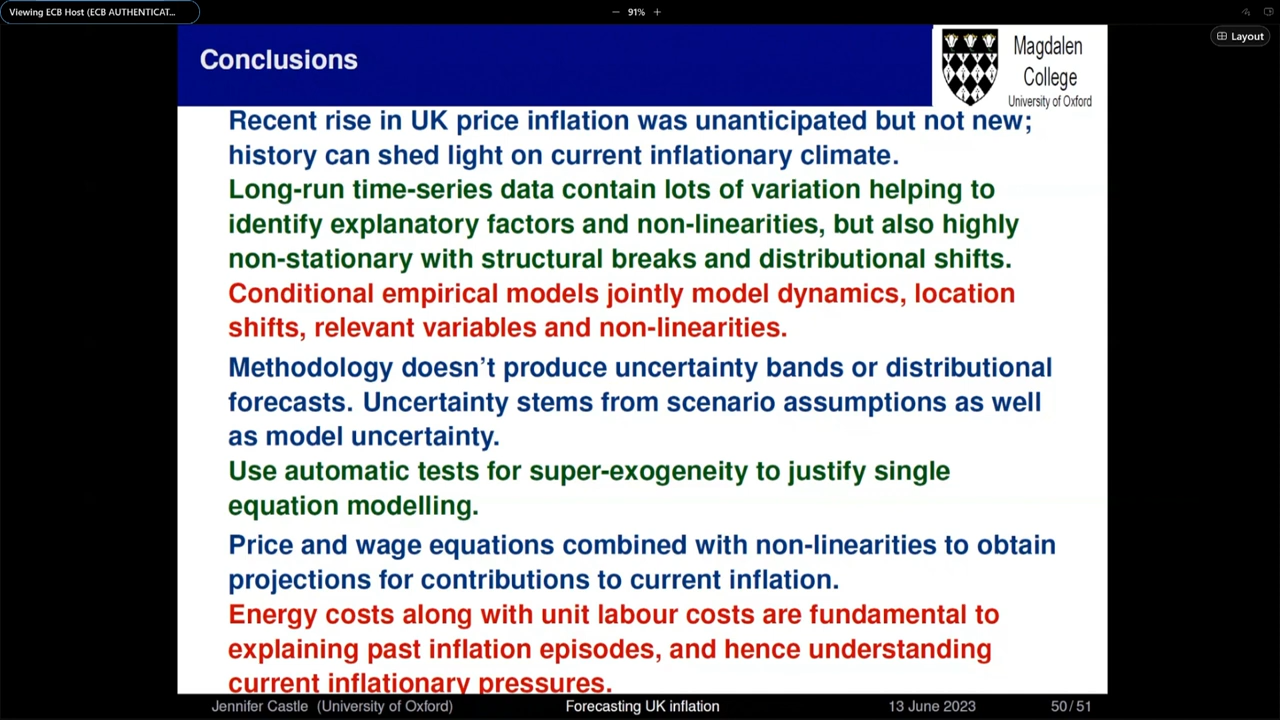 Viewing ECB Host (ECB AUTHENTICAT...
− 91% +
Layout
Conclusions
Magdalen
College
University of Oxford
Recent rise in UK price inflation was unanticipated but not new;
history can shed light on current inflationary climate.
Long-run time-series data contain lots of variation helping to
identify explanatory factors and non-linearities, but also highly
non-stationary with structural breaks and distributional shifts.
Conditional empirical models jointly model dynamics, location
shifts, relevant variables and non-linearities.
Methodology doesn't produce uncertainty bands or distributional
forecasts. Uncertainty stems from scenario assumptions as well
as model uncertainty.
Use automatic tests for super-exogeneity to justify single
equation modelling.
Price and wage equations combined with non-linearities to obtain
projections for contributions to current inflation.
Energy costs along with unit labour costs are fundamental to
explaining past inflation episodes, and hence understanding
current inflationary pressures.
Jennifer Castle (University of Oxford) Forecasting UK inflation 13 June 2023 50 / 51